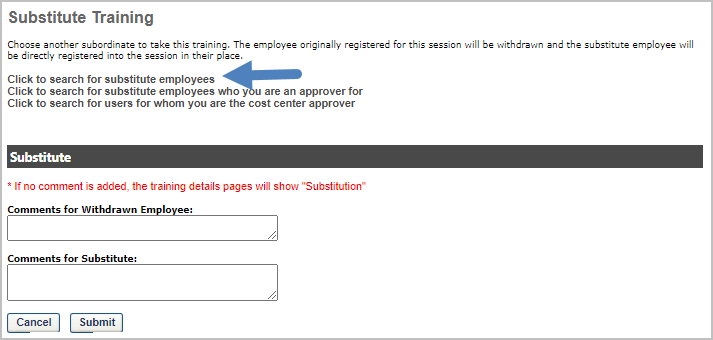 Substitute Training
Choose another subordinate to take this training. The employee originally registered for this session will be withdrawn and the substitute employee will
be directly registered into the session in their place.
Click to search for substitute employees
Click to search for substitute employees who you are an approver for
Click to search for users for whom you are the cost center approver
Substitute
* If no comment is added, the training details pages will show "Substitution"
Comments for Withdrawn Employee:
Comments for Substitute:
Cancel Submit